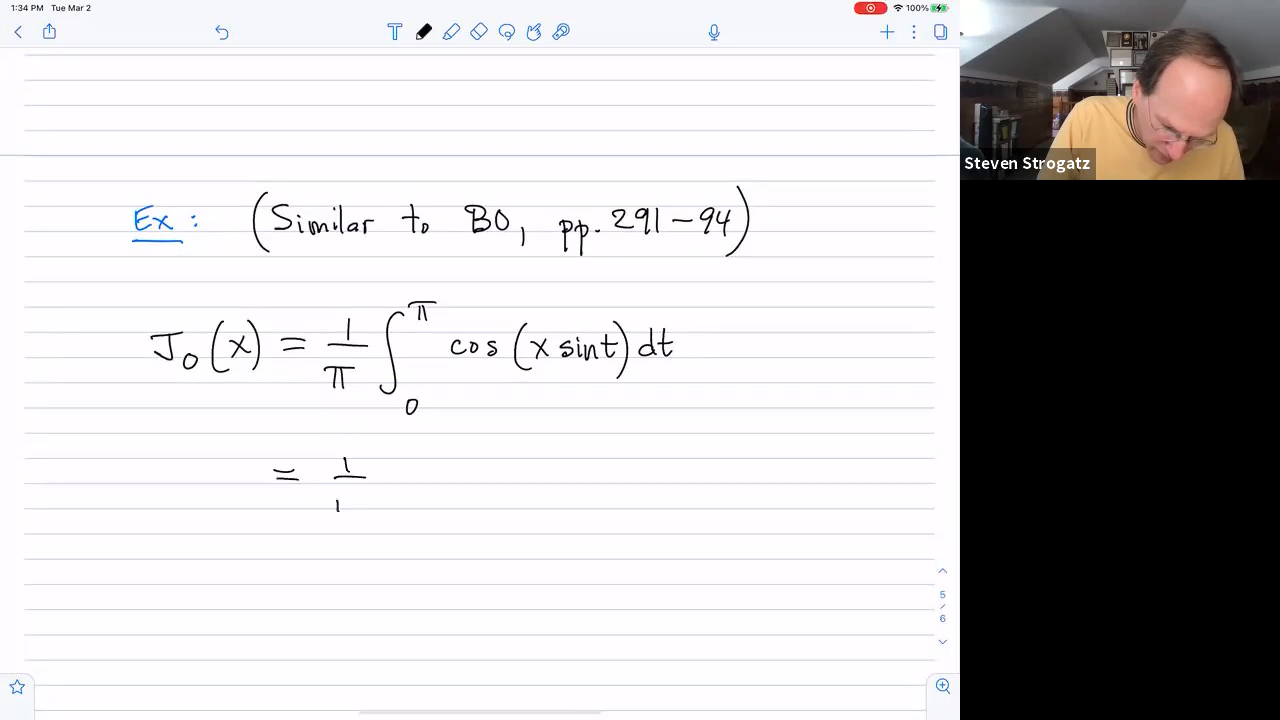 1:34 PM Tue Mar 2
100%
Ex: (Similar to BO, pp. 291-94)
J₀(x) = 1/π ∫₀^π cos(x sint) dt
= 1/
5
/
6
Steven Strogatz